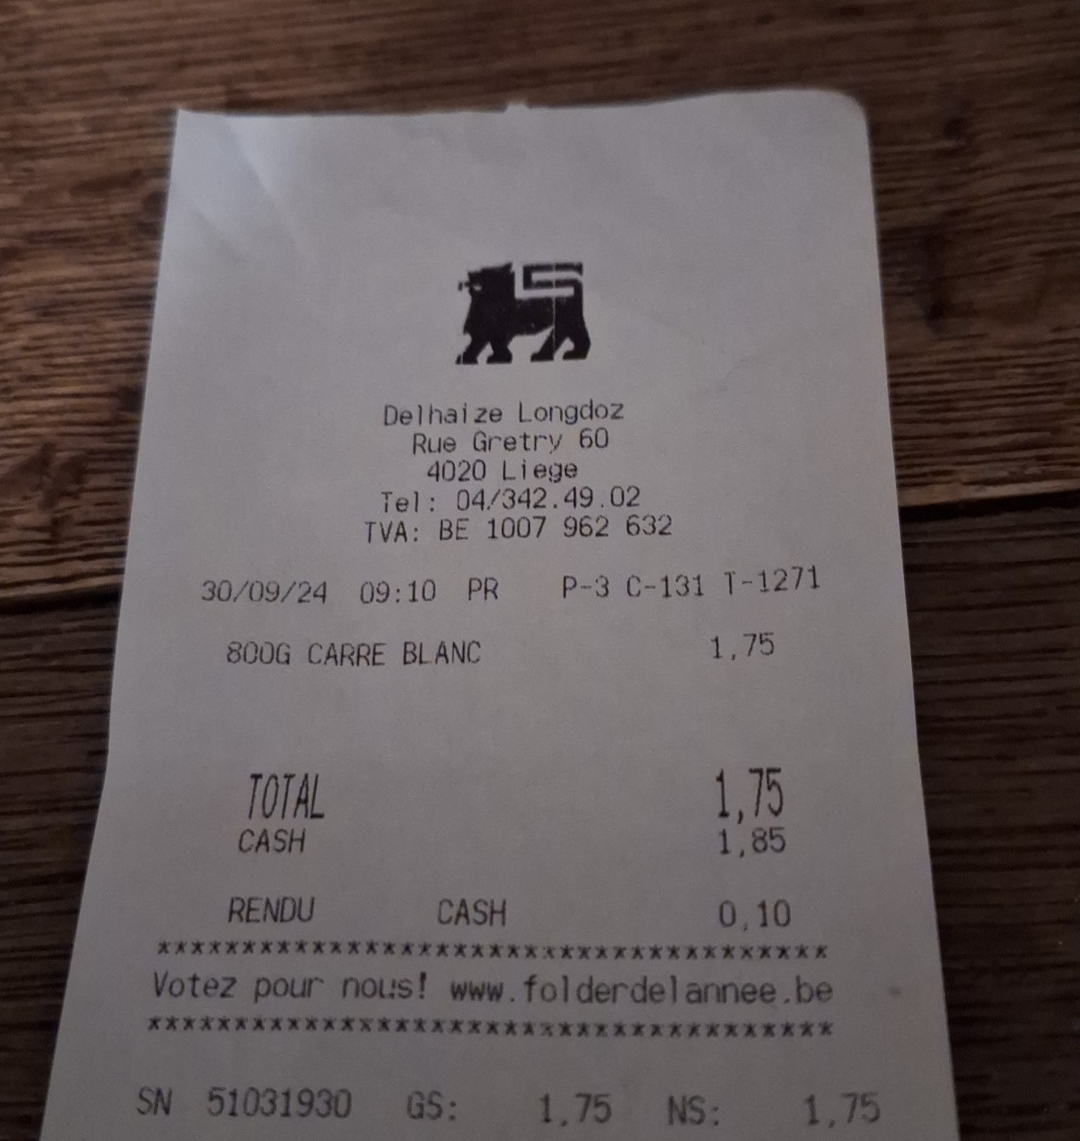 Delhaize Longdoz
Rue Gretry 60
4020 Liege
Tel: 04/342.49.02
TVA: BE 1007 962 632
30/09/24 09:10 PR P-3 C-131 T-1271
800G CARRE BLANC 1,75
TOTAL 1,75
CASH 1,85
RENDU CASH 0,10
*******************************************
Votez pour nous! www.folderdelannee.be
*******************************************
SN 51031930 GS: 1,75 NS: 1,75